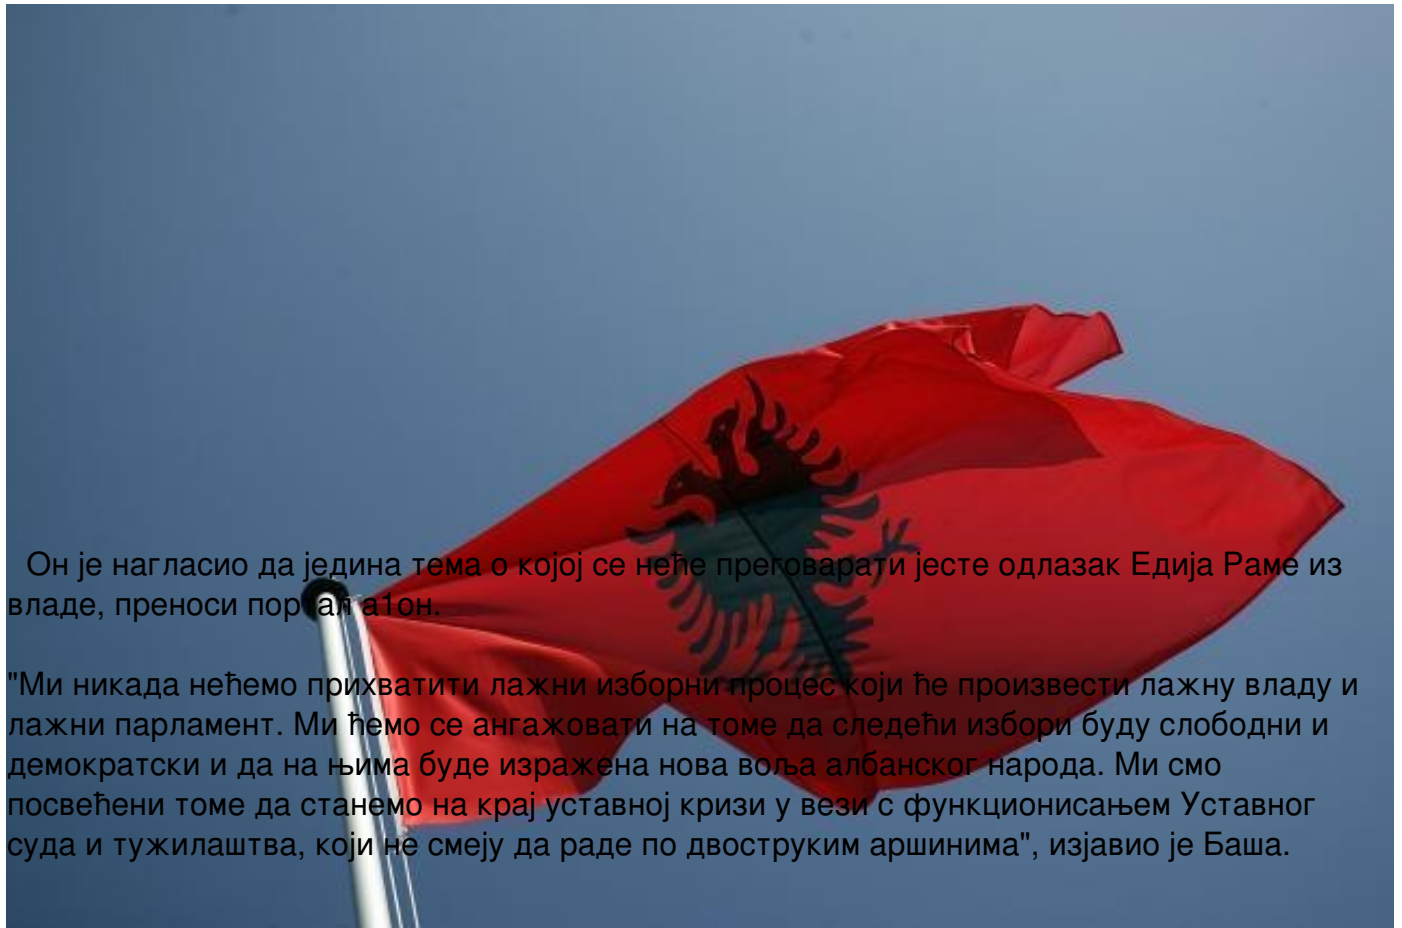 Он је нагласио да једина тема о којој се неће преговарати јесте одлазак Едија Раме из
владе, преноси портал а1он.
"Ми никада нећемо прихватити лажни изборни процес који ће произвести лажну владу и
лажни парламент. Ми ћемо се ангажовати на томе да следећи избори буду слободни и
демократски и да на њима буде изражена нова воља албанског народа. Ми смо
посвећени томе да станемо на крај уставној кризи у вези с функционисањем Уставног
суда и тужилаштва, који не смеју да раде по двоструким аршинима", изјавио је Баша.